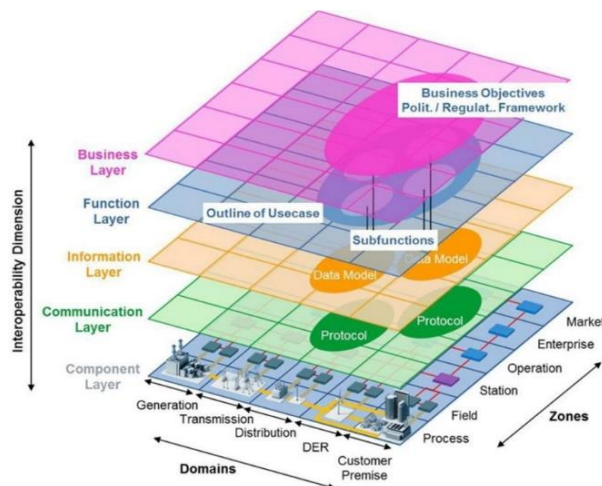 Business Objectives
Polit. / Regulat.. Framework
Business
Layer
Function
Layer
Outline of Usecase
Subfunctions
Information
Layer
Data Model
Data Model
Communication
Layer
Protocol
Protocol
Component
Layer
Interoperability Dimension
Market
Enterprise
Operation
Station
Field
Process
Zones
Generation
Transmission
Distribution
DER
Customer
Premise
Domains